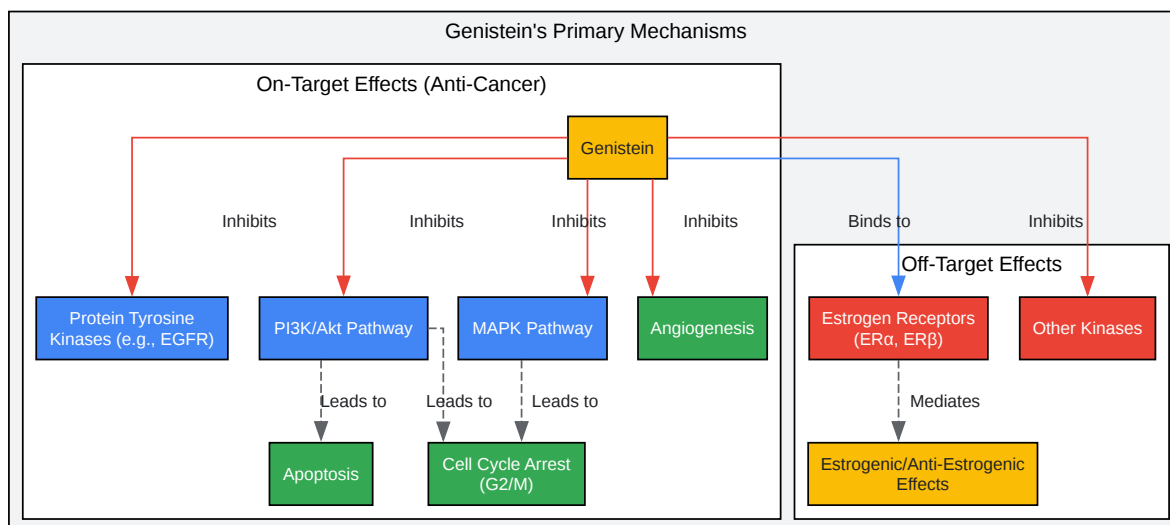 Genistein's Primary Mechanisms
On-Target Effects (Anti-Cancer)
Genistein
Inhibits
Inhibits
Inhibits
Inhibits
Binds to
Inhibits
Off-Target Effects
Protein Tyrosine
Kinases (e.g., EGFR)
PI3K/Akt Pathway
MAPK Pathway
Angiogenesis
Estrogen Receptors
(ERα, ERβ)
Other Kinases
Leads to
Leads to
Leads to
Mediates
Apoptosis
Cell Cycle Arrest
(G2/M)
Estrogenic/Anti-Estrogenic
Effects